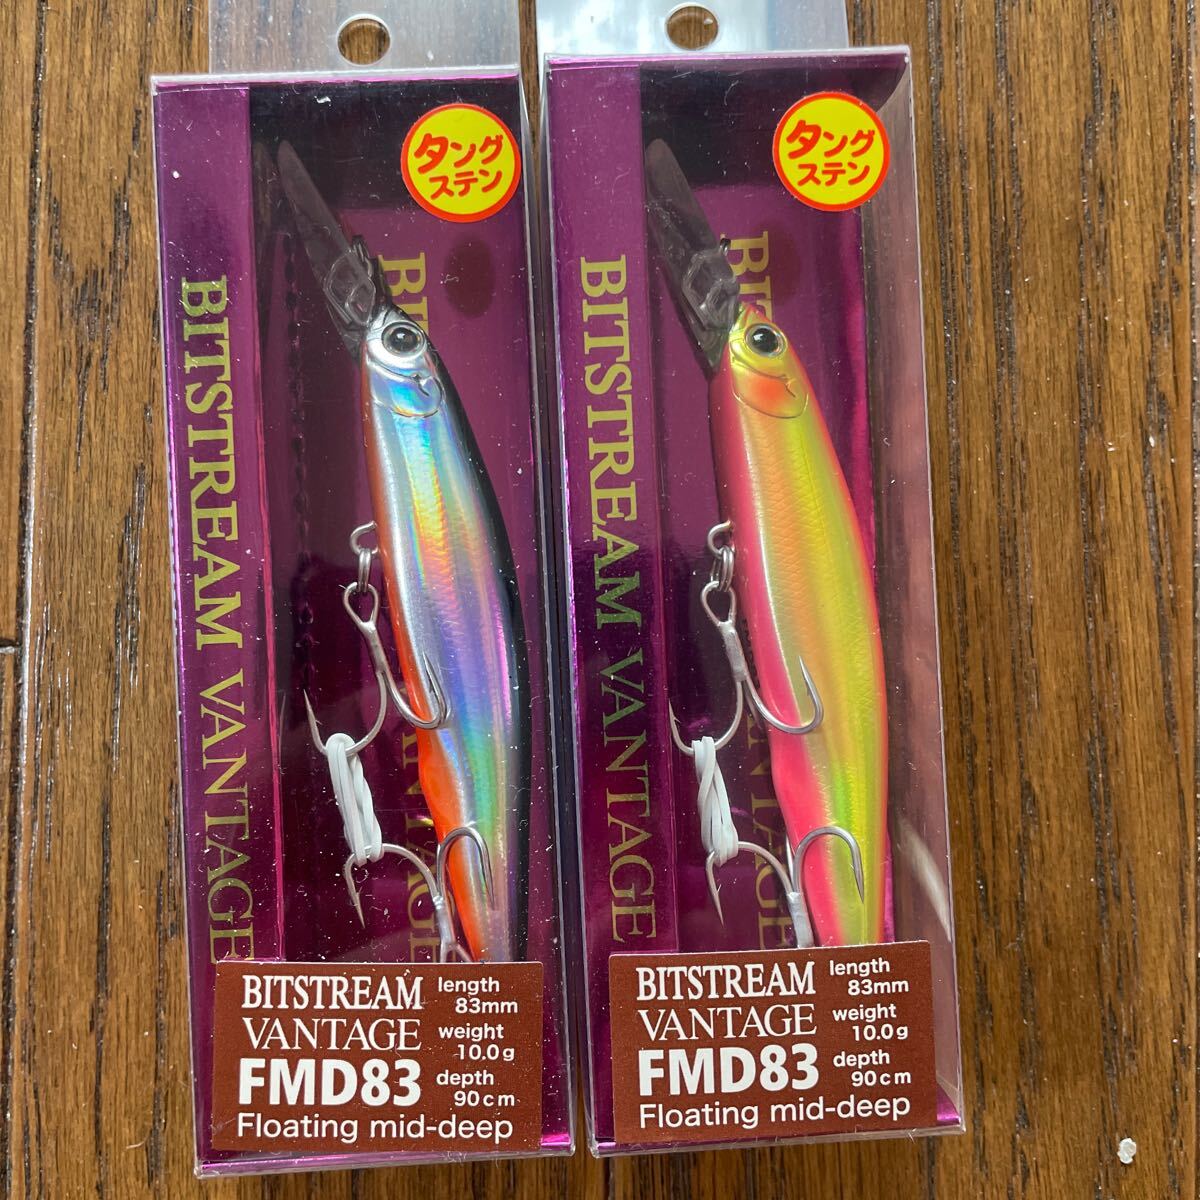 タング
ステン
BITSTREAM VANTAGE
BITSTREAM
VANTAGE
FMD83
Floating mid-deep
length
83mm
weight
10.0g
depth
90cm
タング
ステン
BITSTREAM VANTAGE
BITSTREAM
VANTAGE
FMD83
Floating mid-deep
length
83mm
weight
10.0g
depth
90cm